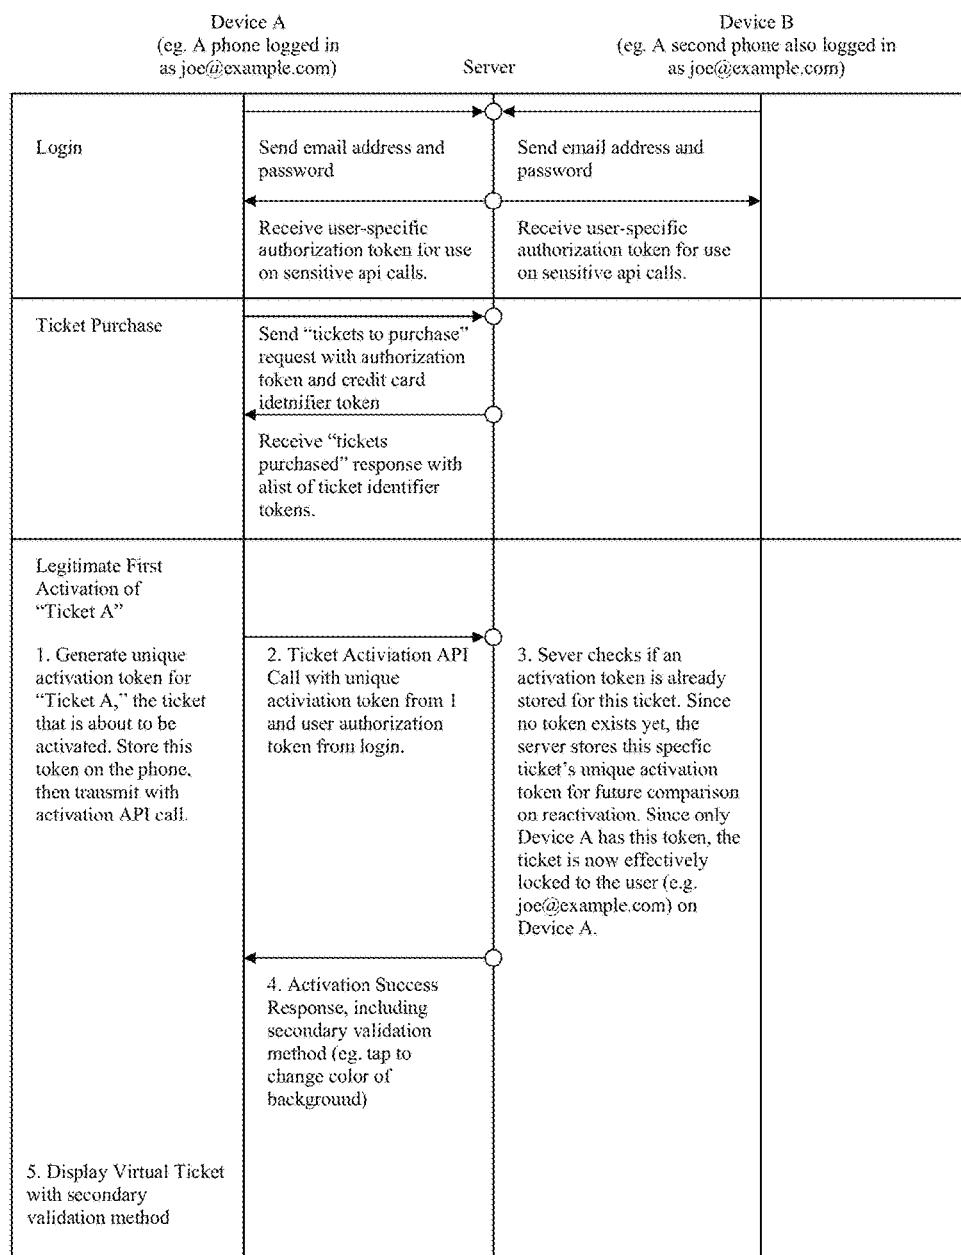 Device A
(eg. A phone logged in
as joe@example.com)
Server
Device B
(eg. A second phone also logged in
as joe@example.com)
Login
Send email address and
password
Send email address and
password
Receive user-specific
authorization token for use
on sensitive api calls.
Receive user-specific
authorization token for use
on sensitive api calls.
Ticket Purchase
Send “tickets to purchase”
request with authorization
token and credit card
idetnifier token
Receive “tickets
purchased” response with
alist of ticket identifier
tokens.
Legitimate First
Activation of
“Ticket A”
1. Generate unique
activation token for
“Ticket A,” the ticket
that is about to be
activated. Store this
token on the phone,
then transmit with
activation API call.
2. Ticket Activiation API
Call with unique
activiation token from 1
and user authorization
token from login.
3. Sever checks if an
activation token is already
stored for this ticket. Since
no token exists yet, the
server stores this specfic
ticket’s unique activation
token for future comparison
on reactivation. Since only
Device A has this token, the
ticket is now effectively
locked to the user (e.g.
joe@example.com) on
Device A.
4. Activation Success
Response, including
secondary validation
method (eg. tap to
change color of
background)
5. Display Virtual Ticket
with secondary
validation method